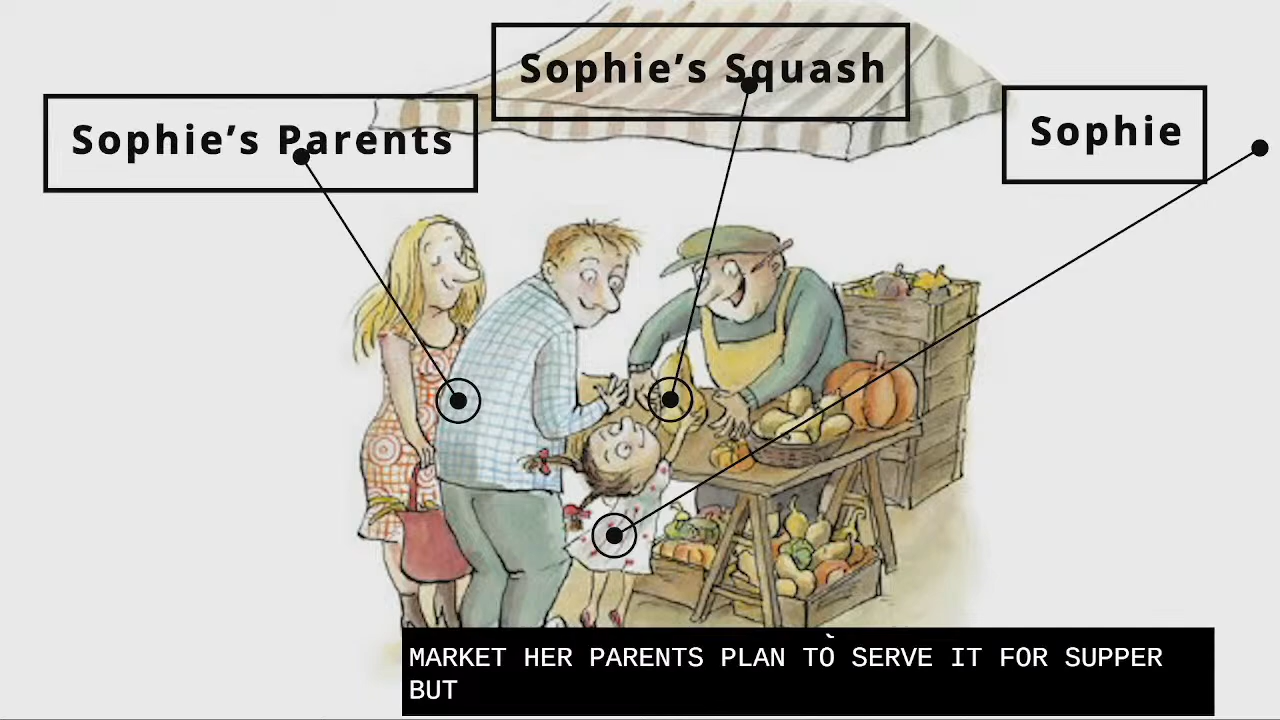 Sophie’s Squash
Sophie’s Parents
Sophie
MARKET HER PARENTS PLAN TO SERVE IT FOR SUPPER
BUT